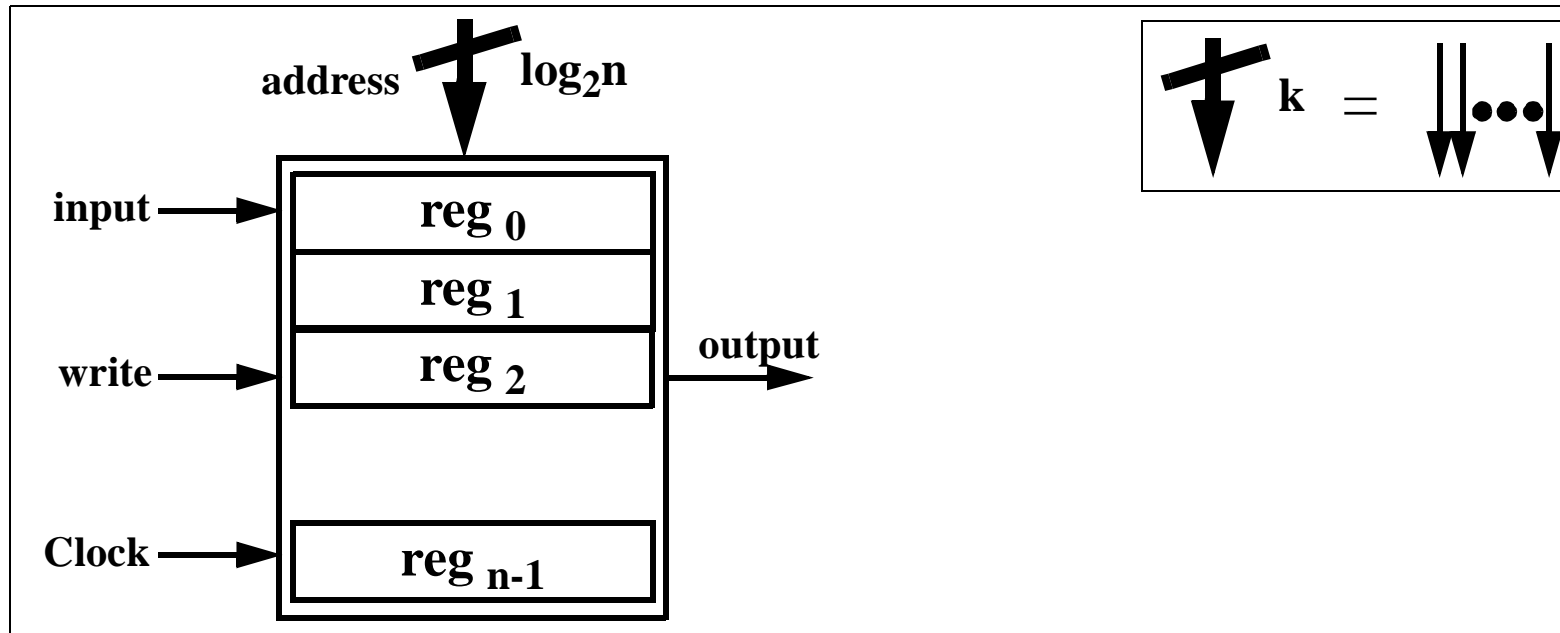 address
log₂n
k =
input
reg 0
reg 1
write
reg 2
output
Clock
reg n-1